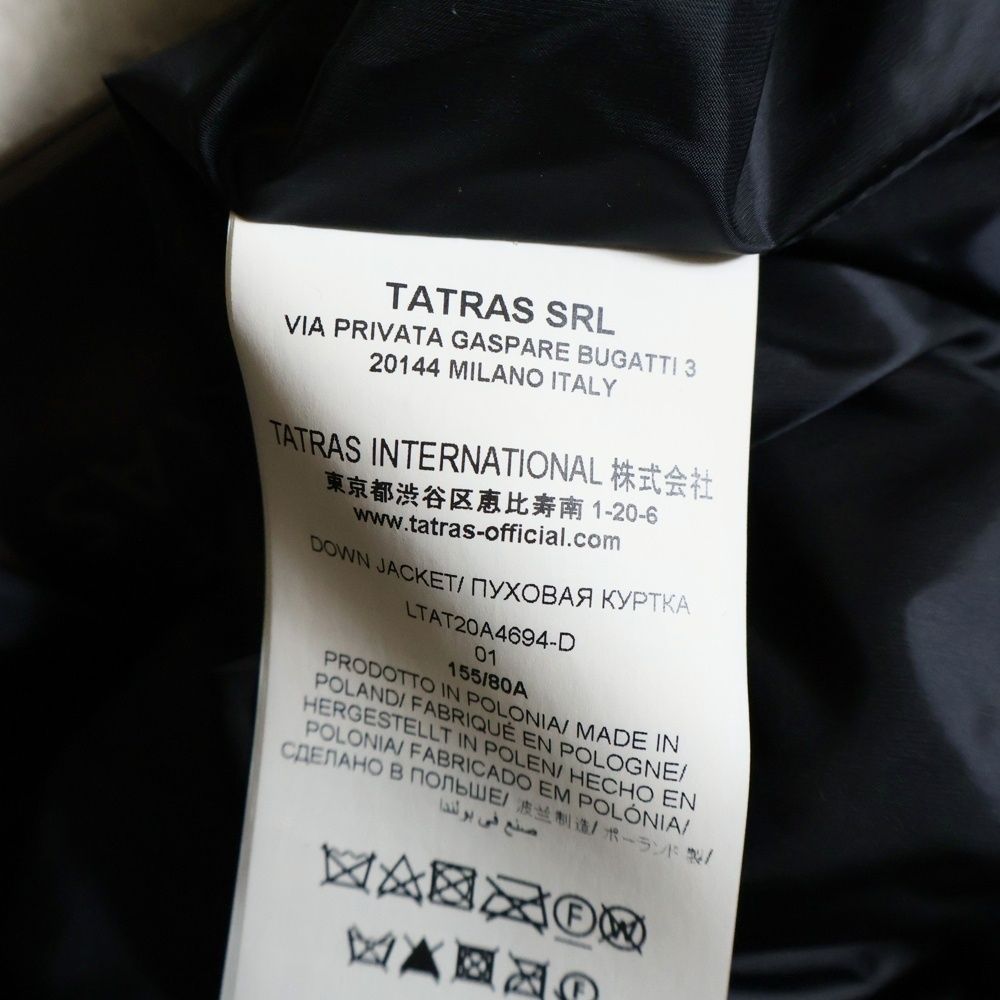 TATRAS SRL
VIA PRIVATA GASPARE BUGATTI 3
20144 MILANO ITALY
TATRAS INTERNATIONAL 株式会社
東京都渋谷区恵比寿南 1-20-6
www.tatras-official.com
DOWN JACKET/ ПУХОВАЯ КУРТКА
LTAT20A4694-D
01
155/80A
PRODOTTO IN POLONIA/ MADE IN
POLAND/ FABRIQUÉ EN POLOGNE/
HERGESTELLT IN POLEN/ HECHO EN
POLONIA/ FABRICADO EM POLÓNIA/
СДЕЛАНО В ПОЛЬШЕ/ 波兰制造/ ポーランド 製/
صنع في بولندا
F W
F